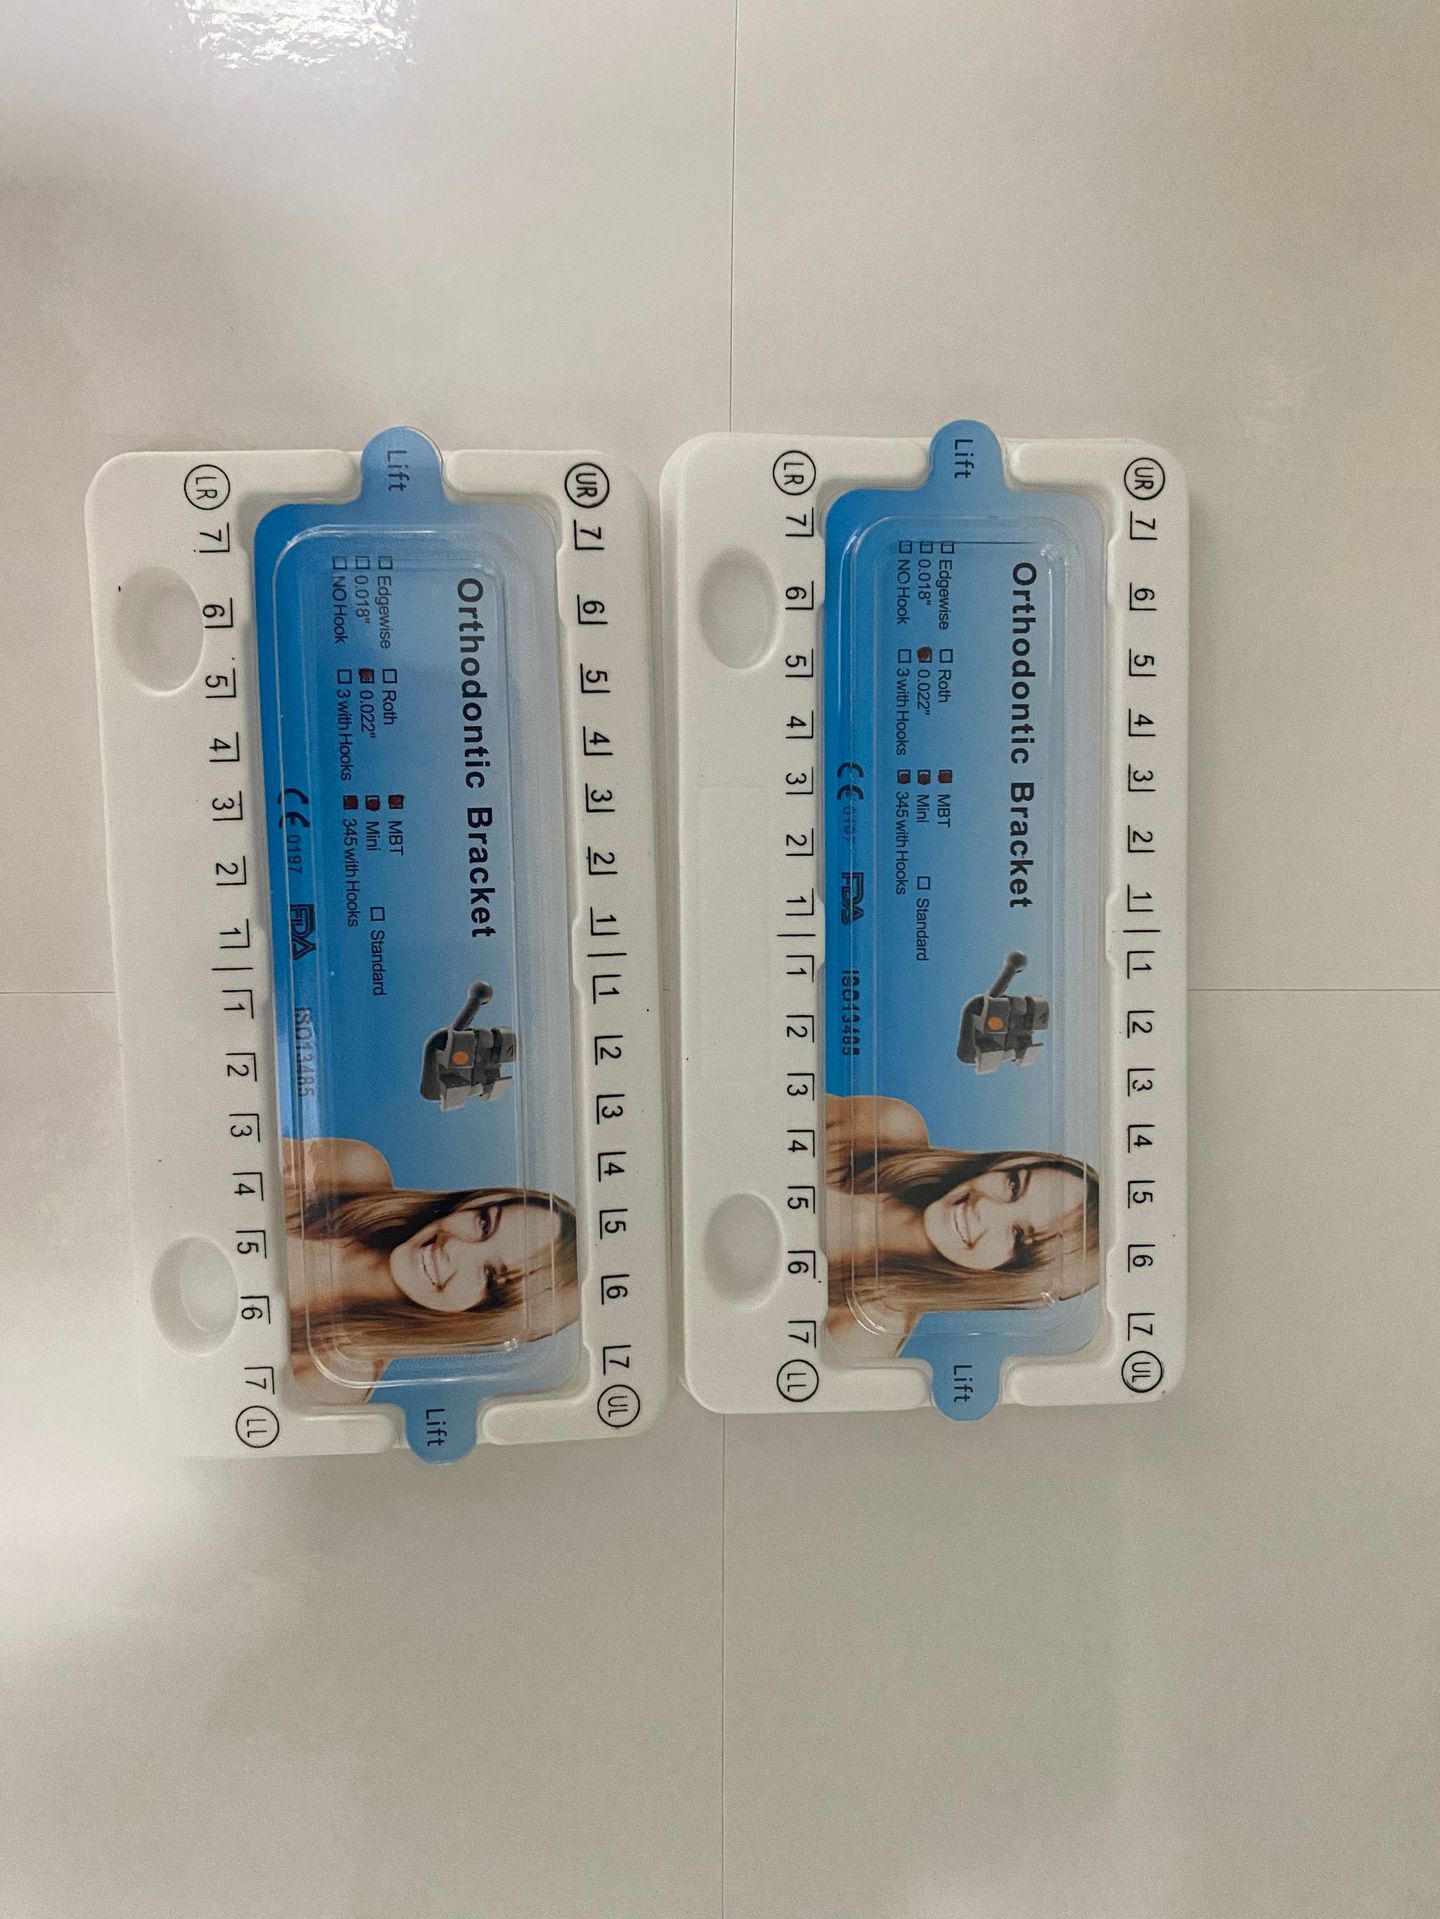 UR 7 6 5 4 3 2 1 | 1 2 3 4 5 6 7 UL
Orthodontic Bracket
Lift
Lift
☐ Edgewise ☐ Roth ■ MBT ☐ Standard
☐ 0.018" ■ 0.022" ■ Mini
☐ NO Hook ☐ 3 with Hooks ■ 345 with Hooks
CE 0197 FDA ISO13485
LR 7 6 5 4 3 2 1 | 1 2 3 4 5 6 7 LL
UR 7 6 5 4 3 2 1 | 1 2 3 4 5 6 7 UL
Orthodontic Bracket
Lift
Lift
☐ Edgewise ☐ Roth ■ MBT ☐ Standard
☐ 0.018" ■ 0.022" ■ Mini
☐ NO Hook ☐ 3 with Hooks ■ 345 with Hooks
CE 0197 FDA ISO13485
LR 7 6 5 4 3 2 1 | 1 2 3 4 5 6 7 LL